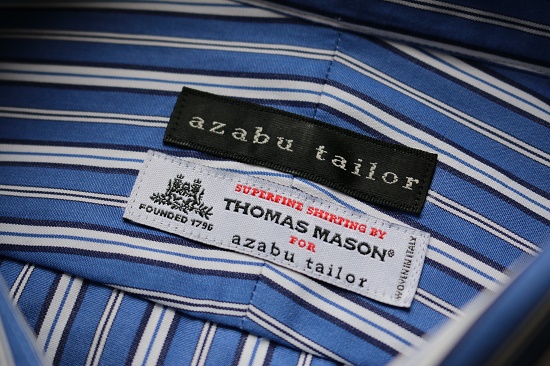 azabu tailor
SUPERFINE SHIRTING BY
THOMAS MASON®
FOR
azabu tailor
FOUNDED 1796
WOVEN IN ITALY